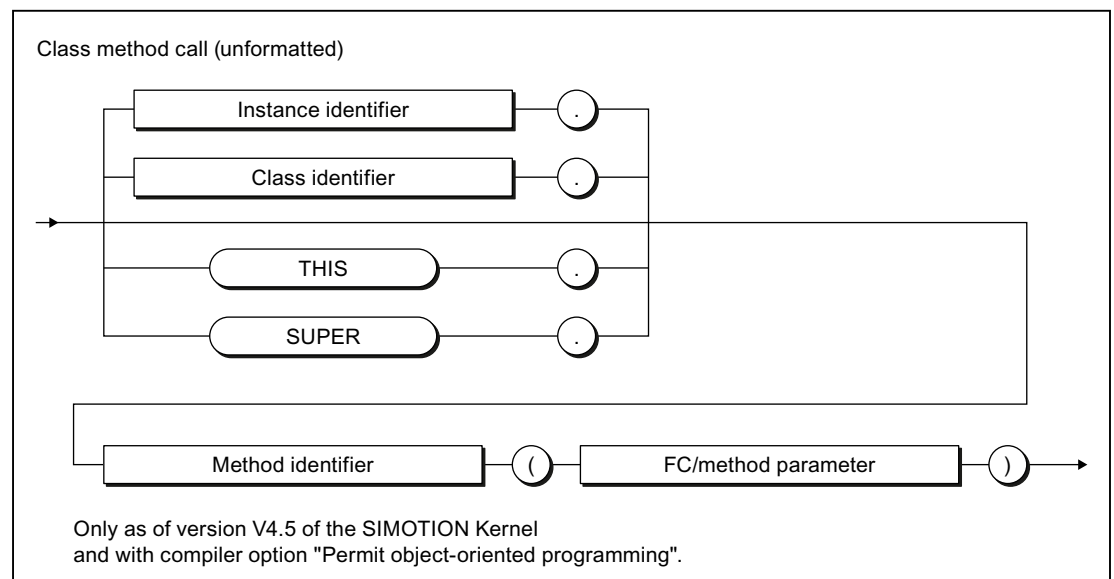 Class method call (unformatted)
Instance identifier .
Class identifier .
THIS .
SUPER .
Method identifier ( FC/method parameter )
Only as of version V4.5 of the SIMOTION Kernel
and with compiler option "Permit object-oriented programming".